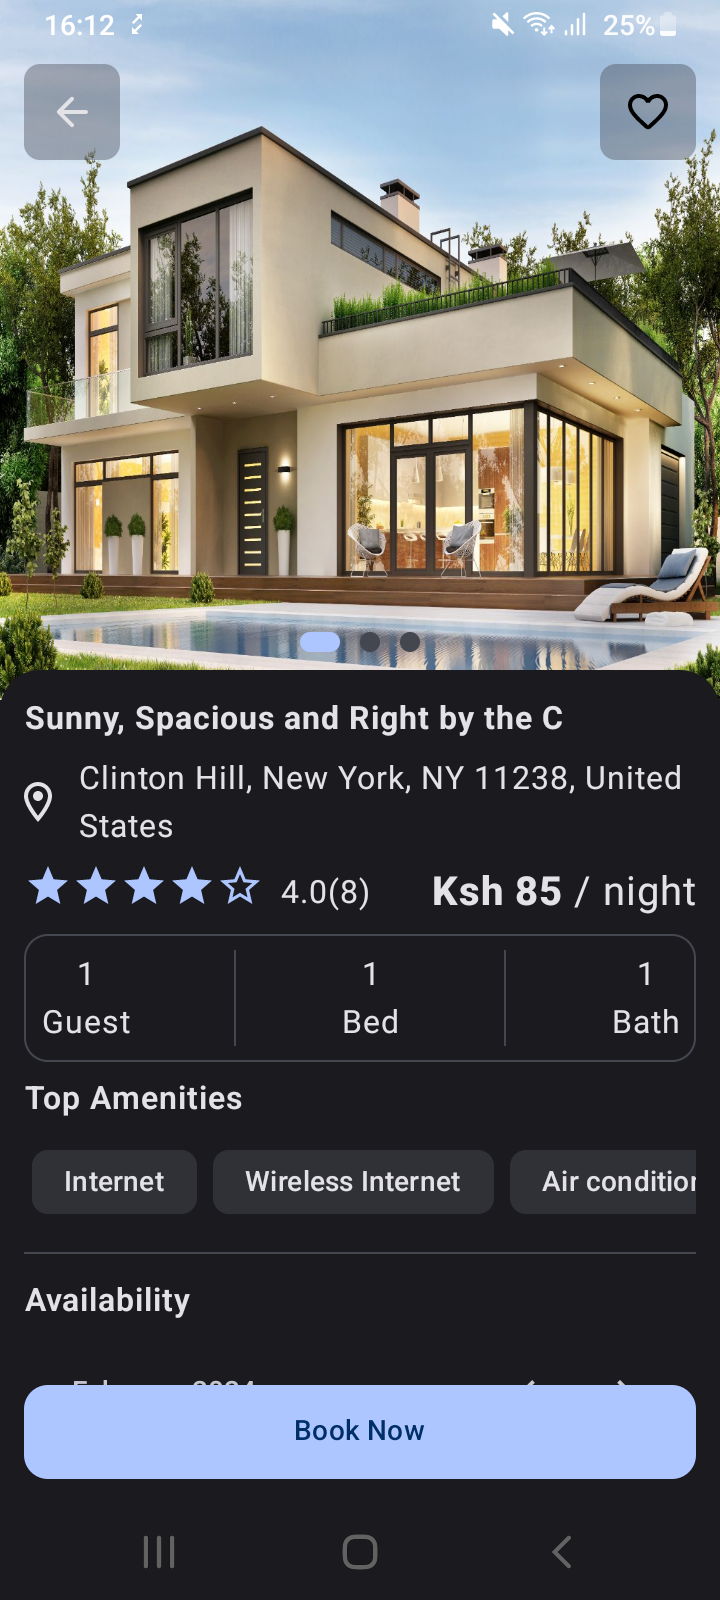 16:12 25%
Sunny, Spacious and Right by the C
Clinton Hill, New York, NY 11238, United
States
4.0(8) Ksh 85 / night
1 1 1
Guest Bed Bath
Top Amenities
Internet Wireless Internet Air condition
Availability
Book Now